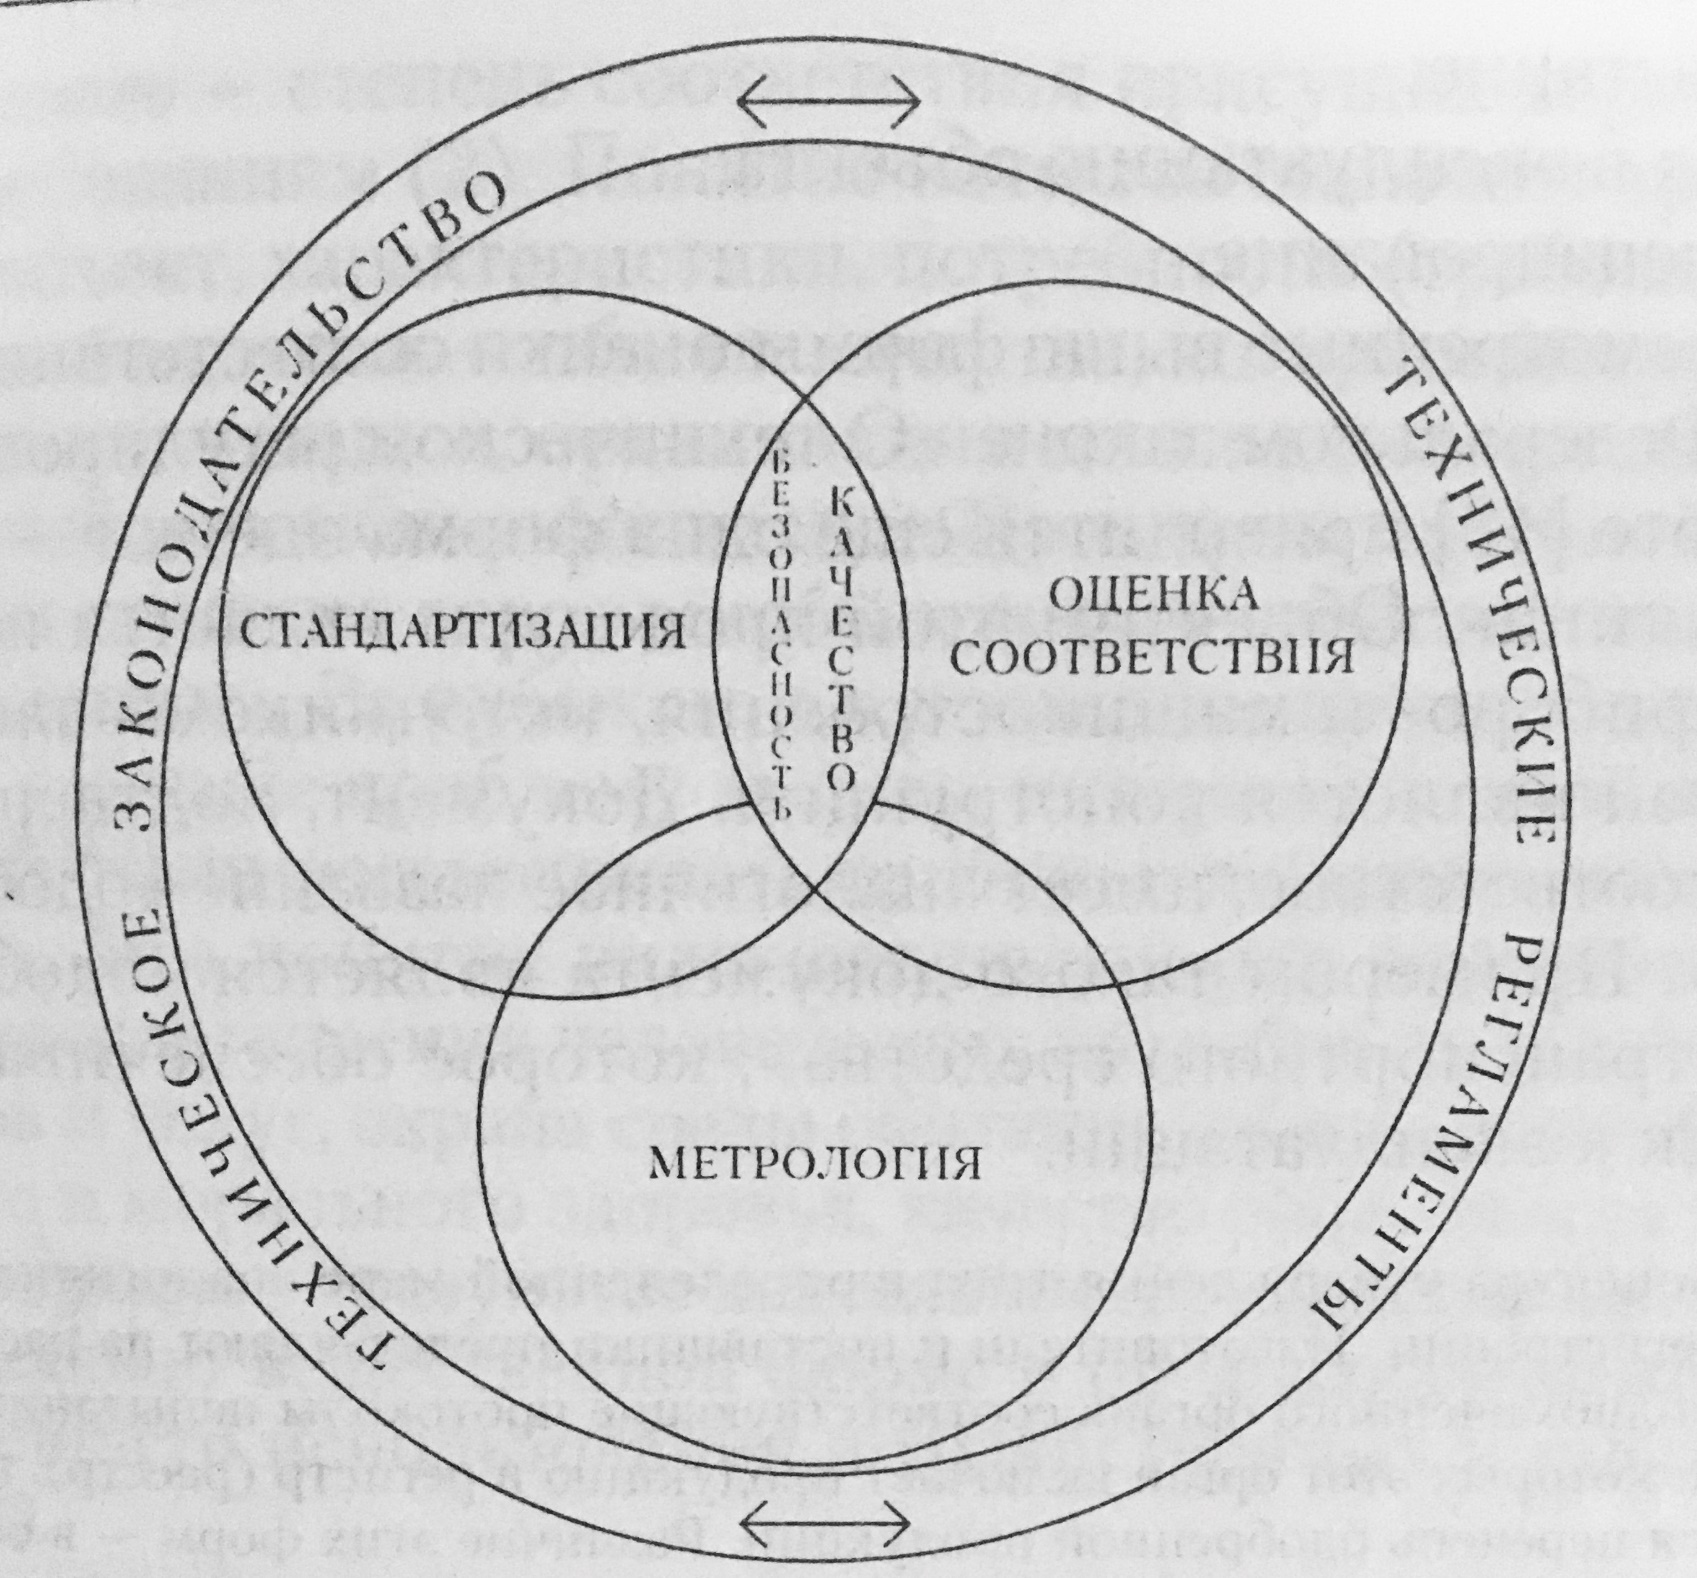 ТЕХНИЧЕСКОЕ ЗАКОНОДАТЕЛЬСТВО
ТЕХНИЧЕСКИЕ РЕГЛАМЕНТЫ
СТАНДАРТИЗАЦИЯ
БЕЗОПАСНОСТЬ
КАЧЕСТВО
ОЦЕНКА
СООТВЕТСТВИЯ
МЕТРОЛОГИЯ